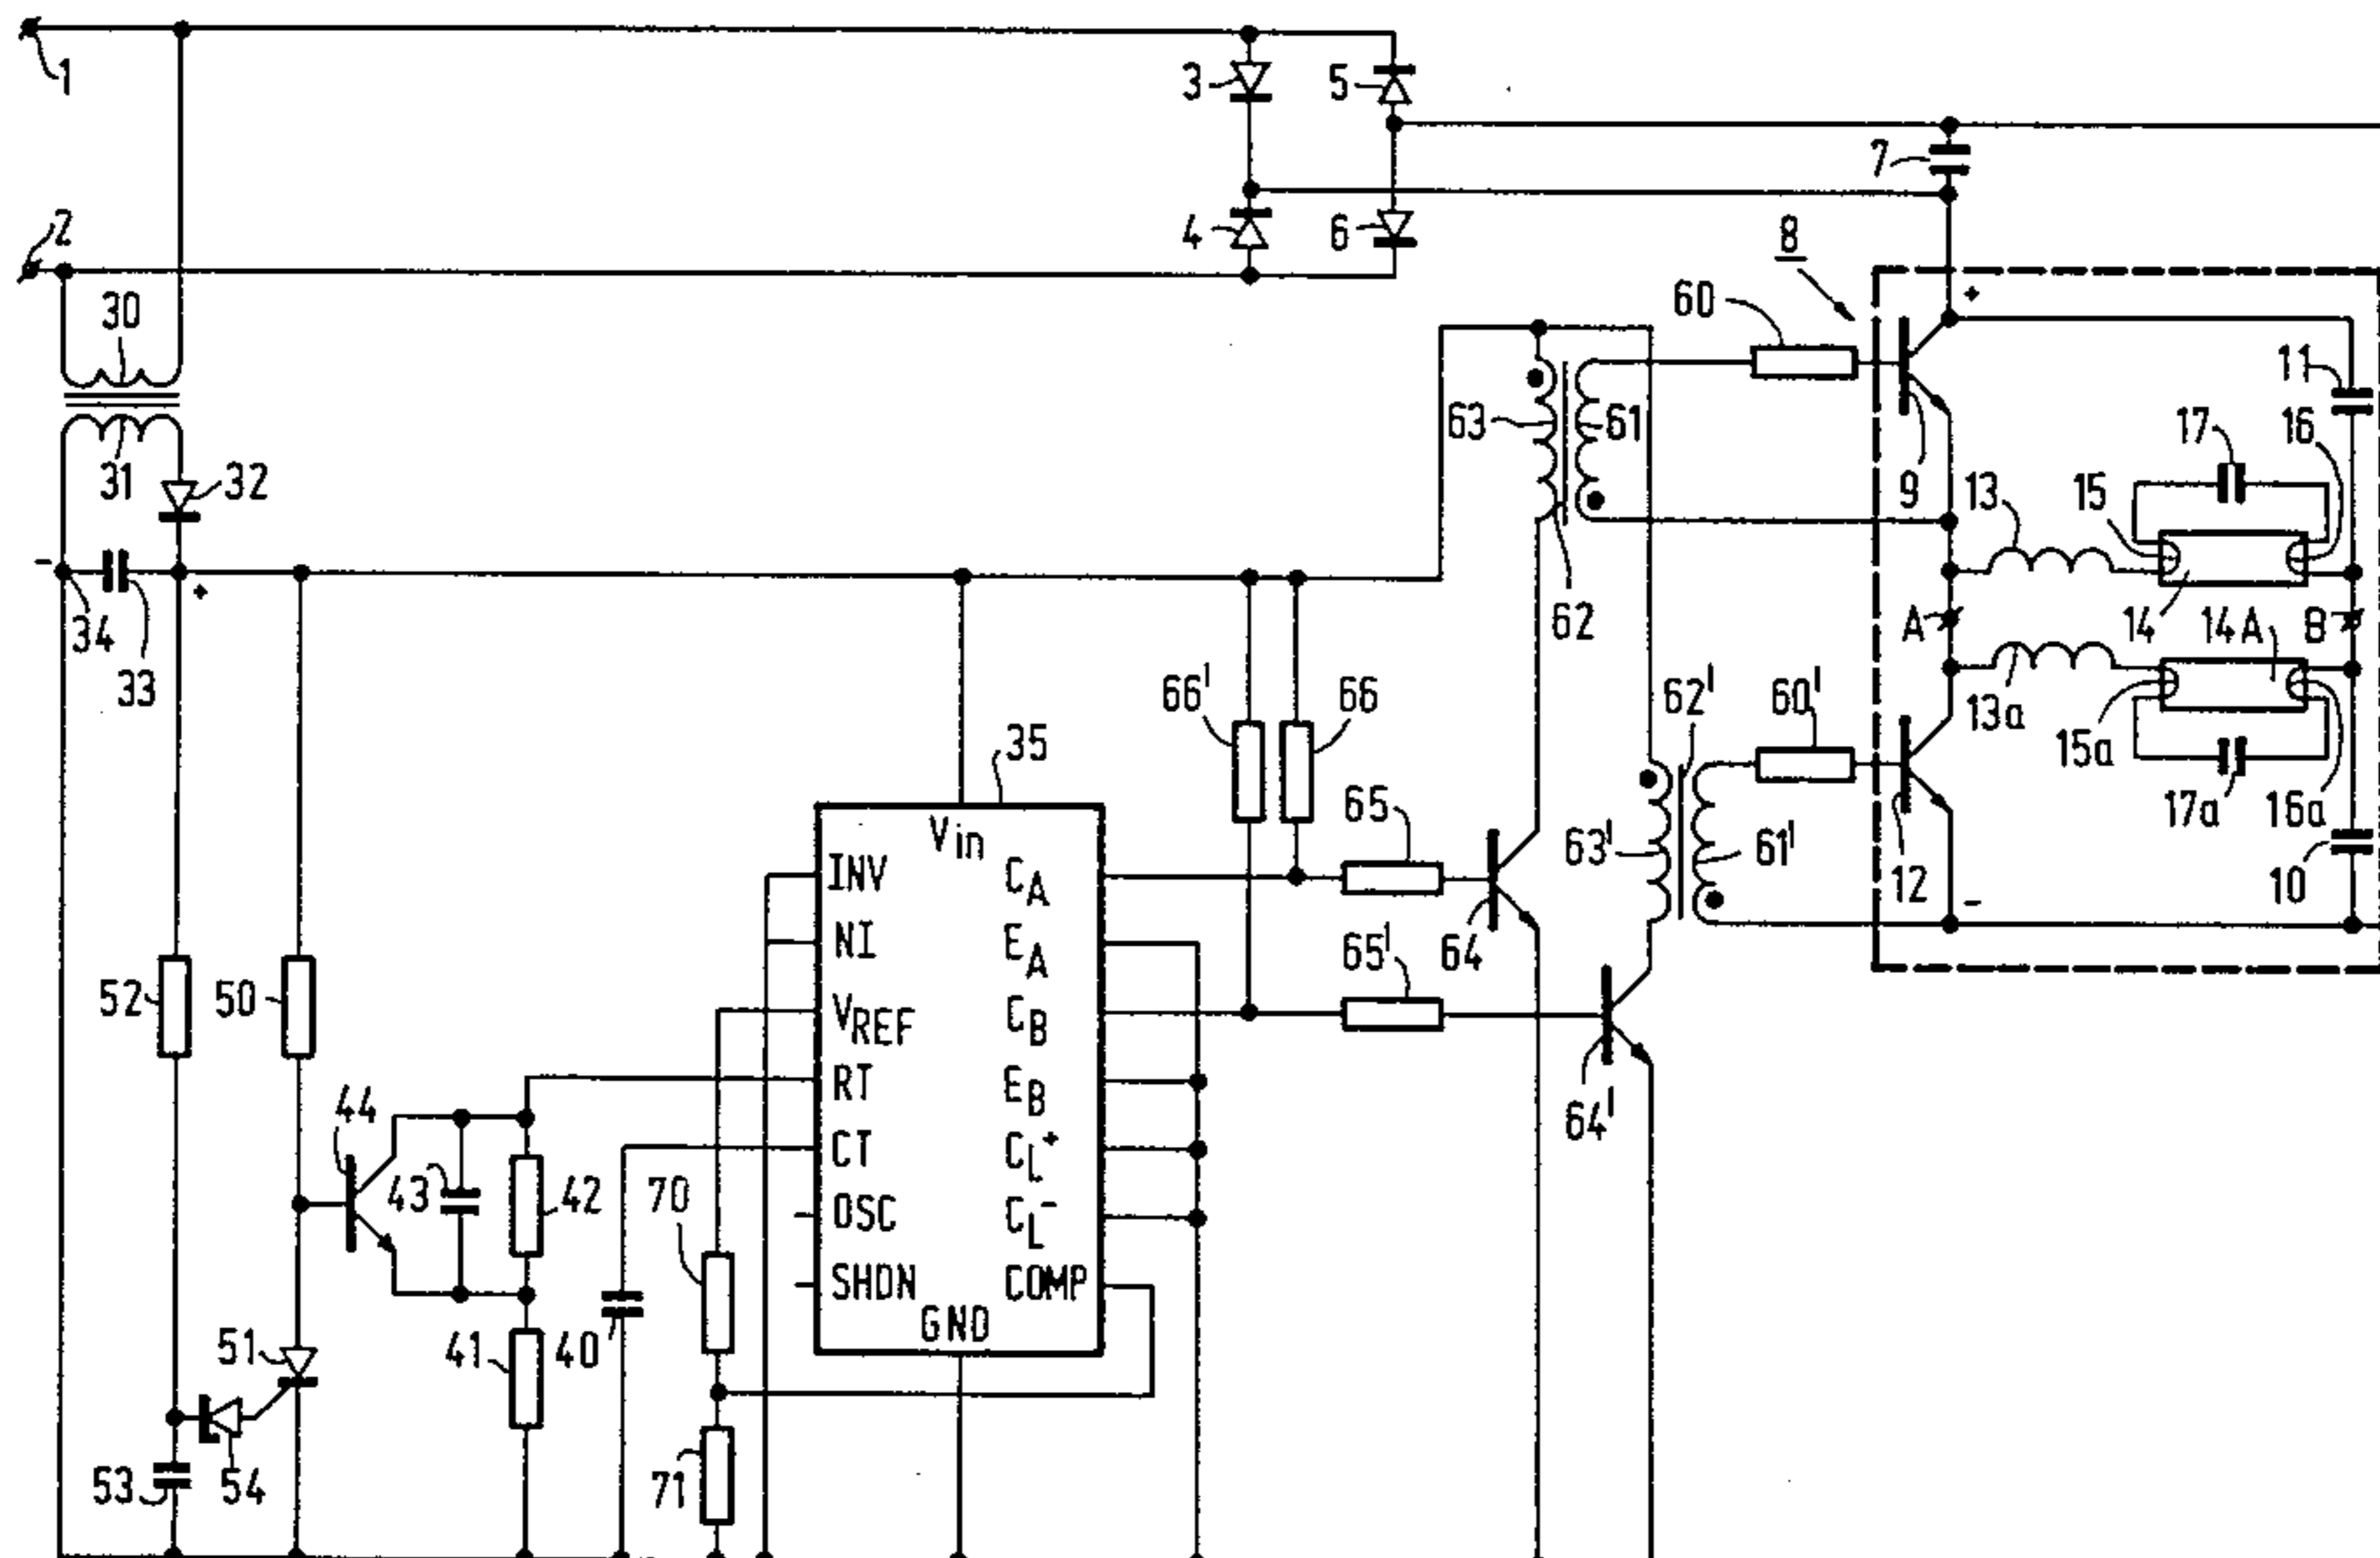 1
3
5
7
2
4
6
8
30
60
+
11
63
61
17
16
31
32
9
13
15
-
34
33
+
62
14
14A
A
B
66'
66
62'
60'
13a
15a
35
65
17a
16a
Vin
63'
61'
12
10
INV
CA
-
NI
EA
64
52
50
65'
VREF
CB
RT
EB
44
64'
CT
CL+
43
42
70
OSC
CL-
SHDN
COMP
51
41
40
GND
53
54
71